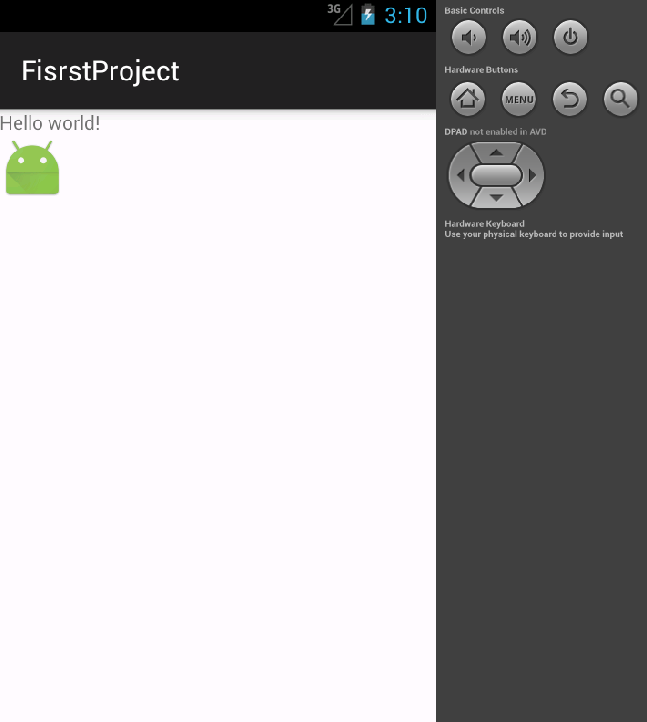 3G 3:10
FisrstProject
Hello world!
Basic Controls
Hardware Buttons
MENU
DPAD not enabled in AVD
Hardware Keyboard
Use your physical keyboard to provide input